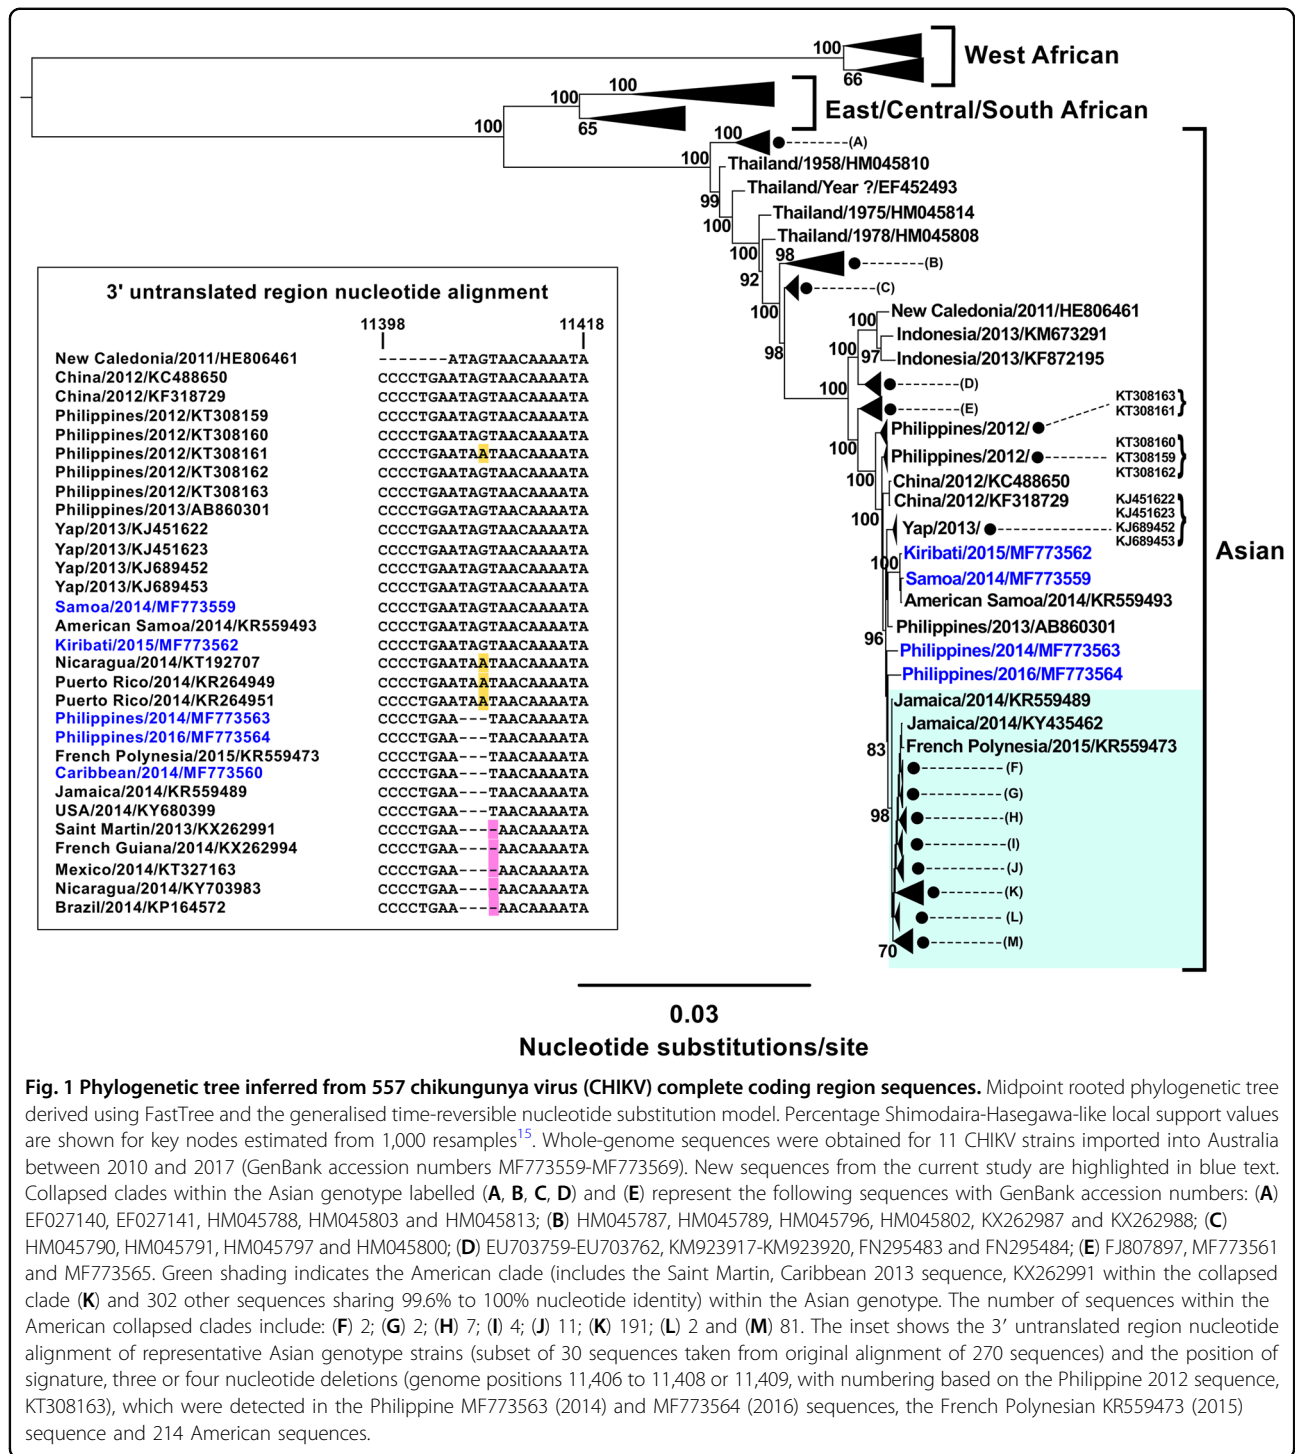 100
66
West African
100
100
65
East/Central/South African
100
100
(A)
100
Thailand/1958/HM045810
99
Thailand/Year ?/EF452493
100
Thailand/1975/HM045814
100
Thailand/1978/HM045808
92
98
(B)
(C)
100
98
New Caledonia/2011/HE806461
100
Indonesia/2013/KM673291
97
Indonesia/2013/KF872195
100
(D)
100
(E)
KT308163
KT308161
Philippines/2012/
100
KT308160
KT308159
KT308162
Philippines/2012/
100
China/2012/KC488650
China/2012/KF318729
100
KJ451622
KJ451623
KJ689452
KJ689453
Yap/2013/
Asian
Kiribati/2015/MF773562
100
Samoa/2014/MF773559
American Samoa/2014/KR559493
Philippines/2013/AB860301
96
Philippines/2014/MF773563
Philippines/2016/MF773564
Jamaica/2014/KR559489
Jamaica/2014/KY435462
83
French Polynesia/2015/KR559473
(F)
(G)
98
(H)
(I)
(J)
(K)
(L)
(M)
70
3' untranslated region nucleotide alignment
11398 11418
New Caledonia/2011/HE806461 -------ATAGTAACAAAATA
China/2012/KC488650 CCCCTGAATAGTAACAAAATA
China/2012/KF318729 CCCCTGAATAGTAACAAAATA
Philippines/2012/KT308159 CCCCTGAATAGTAACAAAATA
Philippines/2012/KT308160 CCCCTGAATAGTAACAAAATA
Philippines/2012/KT308161 CCCCTGAATAATAACAAAATA
Philippines/2012/KT308162 CCCCTGAATAGTAACAAAATA
Philippines/2012/KT308163 CCCCTGAATAGTAACAAAATA
Philippines/2013/AB860301 CCCCTGGATAGTAACAAAATA
Yap/2013/KJ451622 CCCCTGAATAGTAACAAAATA
Yap/2013/KJ451623 CCCCTGAATAGTAACAAAATA
Yap/2013/KJ689452 CCCCTGAATAGTAACAAAATA
Yap/2013/KJ689453 CCCCTGAATAGTAACAAAATA
Samoa/2014/MF773559 CCCCTGAATAGTAACAAAATA
American Samoa/2014/KR559493 CCCCTGAATAGTAACAAAATA
Kiribati/2015/MF773562 CCCCTGAATAGTAACAAAATA
Nicaragua/2014/KT192707 CCCCTGAATAATAACAAAATA
Puerto Rico/2014/KR264949 CCCCTGAATAATAACAAAATA
Puerto Rico/2014/KR264951 CCCCTGAATAATAACAAAATA
Philippines/2014/MF773563 CCCCTGAA---TAACAAAATA
Philippines/2016/MF773564 CCCCTGAA---TAACAAAATA
French Polynesia/2015/KR559473 CCCCTGAA---TAACAAAATA
Caribbean/2014/MF773560 CCCCTGAA---TAACAAAATA
Jamaica/2014/KR559489 CCCCTGAA---TAACAAAATA
USA/2014/KY680399 CCCCTGAA---TAACAAAATA
Saint Martin/2013/KX262991 CCCCTGAA----AACAAAATA
French Guiana/2014/KX262994 CCCCTGAA----AACAAAATA
Mexico/2014/KT327163 CCCCTGAA----AACAAAATA
Nicaragua/2014/KY703983 CCCCTGAA----AACAAAATA
Brazil/2014/KP164572 CCCCTGAA----AACAAAATA
0.03
Nucleotide substitutions/site
Fig. 1 Phylogenetic tree inferred from 557 chikungunya virus (CHIKV) complete coding region sequences. Midpoint rooted phylogenetic tree
derived using FastTree and the generalised time-reversible nucleotide substitution model. Percentage Shimodaira-Hasegawa-like local support values
are shown for key nodes estimated from 1,000 resamples15. Whole-genome sequences were obtained for 11 CHIKV strains imported into Australia
between 2010 and 2017 (GenBank accession numbers MF773559-MF773569). New sequences from the current study are highlighted in blue text.
Collapsed clades within the Asian genotype labelled (A, B, C, D) and (E) represent the following sequences with GenBank accession numbers: (A)
EF027140, EF027141, HM045788, HM045803 and HM045813; (B) HM045787, HM045789, HM045796, HM045802, KX262987 and KX262988; (C)
HM045790, HM045791, HM045797 and HM045800; (D) EU703759-EU703762, KM923917-KM923920, FN295483 and FN295484; (E) FJ807897, MF773561
and MF773565. Green shading indicates the American clade (includes the Saint Martin, Caribbean 2013 sequence, KX262991 within the collapsed
clade (K) and 302 other sequences sharing 99.6% to 100% nucleotide identity) within the Asian genotype. The number of sequences within the
American collapsed clades include: (F) 2; (G) 2; (H) 7; (I) 4; (J) 11; (K) 191; (L) 2 and (M) 81. The inset shows the 3′ untranslated region nucleotide
alignment of representative Asian genotype strains (subset of 30 sequences taken from original alignment of 270 sequences) and the position of
signature, three or four nucleotide deletions (genome positions 11,406 to 11,408 or 11,409, with numbering based on the Philippine 2012 sequence,
KT308163), which were detected in the Philippine MF773563 (2014) and MF773564 (2016) sequences, the French Polynesian KR559473 (2015)
sequence and 214 American sequences.